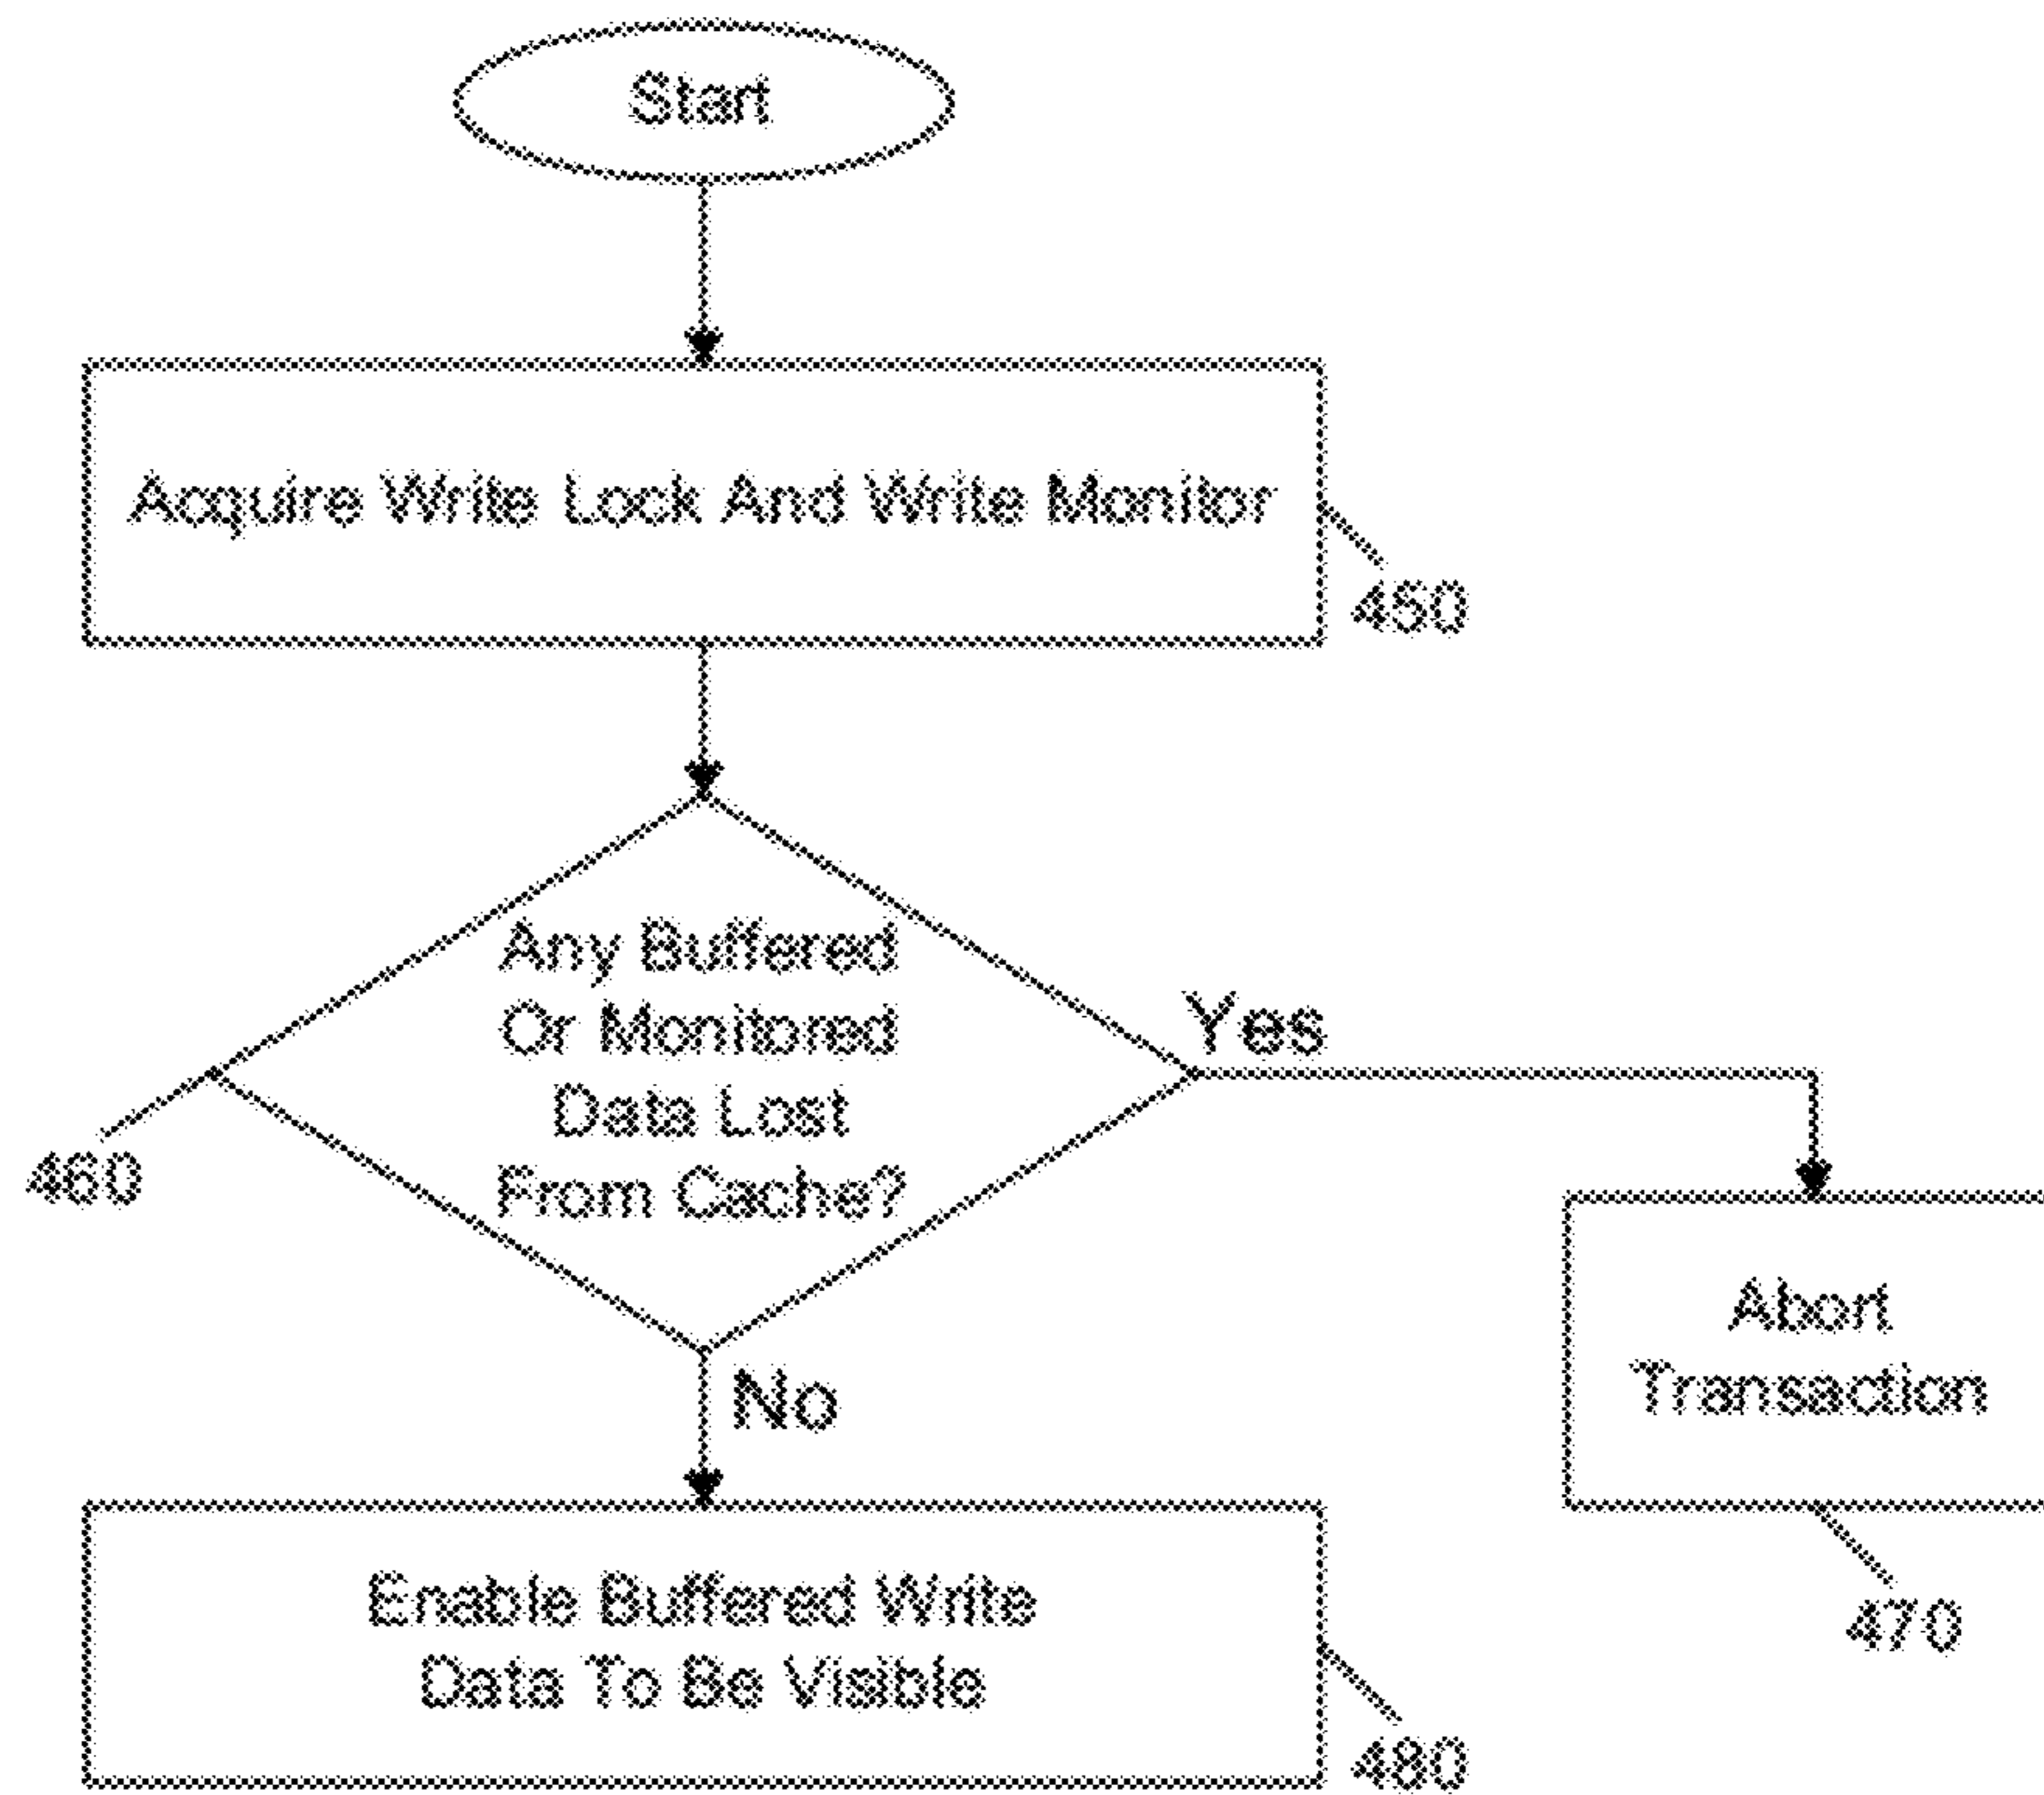 Start
Acquire Write Lock And Write Monitor
450
Any Buffered
Or Monitored
Data Lost
From Cache?
Yes
460
Abort
Transaction
No
470
Enable Buffered Write
Data To Be Visible
480